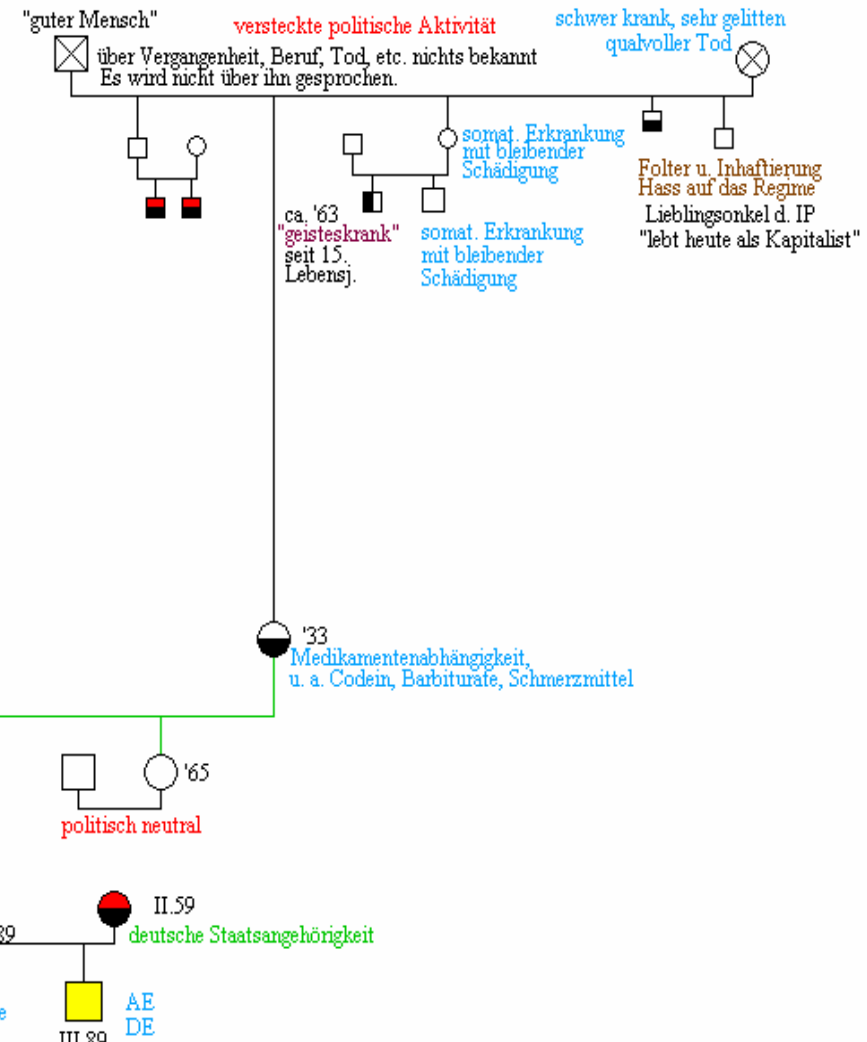 "guter Mensch"
versteckte politische Aktivität
schwer krank, sehr gelitten
qualvoller Tod
über Vergangenheit, Beruf, Tod, etc. nichts bekannt
Es wird nicht über ihn gesprochen.
somat. Erkrankung
mit bleibender
Schädigung
Folter u. Inhaftierung
Hass auf das Regime
Lieblingsonkel d. IP
"lebt heute als Kapitalist"
ca. '63
"geisteskrank"
seit 15.
Lebensj.
somat. Erkrankung
mit bleibender
Schädigung
'33
Medikamentenabhängigkeit,
u. a. Codein, Barbiturate, Schmerzmittel
'65
politisch neutral
II.59
89
deutsche Staatsangehörigkeit
e
AE
DE
III.89